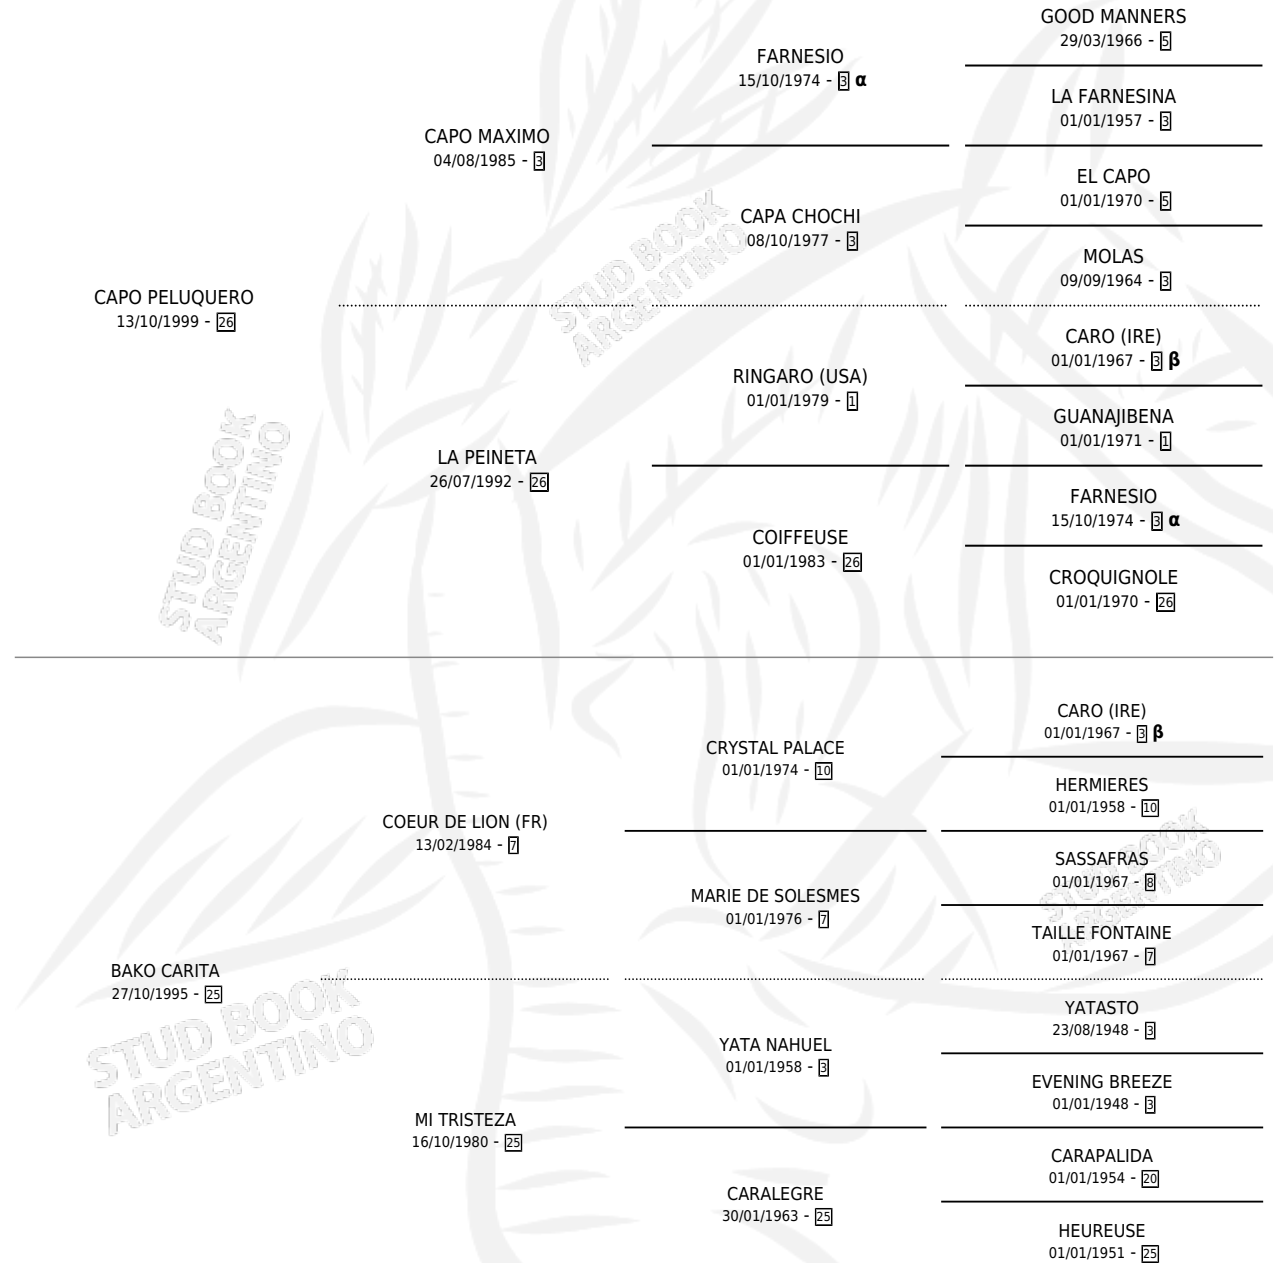 GOOD MANNERS
29/03/1966 - 5
FARNESIO
15/10/1974 - 3 α
LA FARNESINA
01/01/1957 - 3
CAPO MAXIMO
04/08/1985 - 3
EL CAPO
01/01/1970 - 5
CAPA CHOCHI
08/10/1977 - 3
MOLAS
09/09/1964 - 3
CAPO PELUQUERO
13/10/1999 - 26
CARO (IRE)
01/01/1967 - 3 β
RINGARO (USA)
01/01/1979 - 1
GUANAJIBENA
01/01/1971 - 1
LA PEINETA
26/07/1992 - 26
FARNESIO
15/10/1974 - 3 α
COIFFEUSE
01/01/1983 - 26
CROQUIGNOLE
01/01/1970 - 26
STUD BOOK
ARGENTINO
STUD BOOK
ARGENTINO
CARO (IRE)
01/01/1967 - 3 β
CRYSTAL PALACE
01/01/1974 - 10
HERMIERES
01/01/1958 - 10
COEUR DE LION (FR)
13/02/1984 - 7
SASSAFRAS
01/01/1967 - 8
MARIE DE SOLESMES
01/01/1976 - 7
TAILLE FONTAINE
01/01/1967 - 7
BAKO CARITA
27/10/1995 - 25
YATASTO
23/08/1948 - 3
YATA NAHUEL
01/01/1958 - 3
EVENING BREEZE
01/01/1948 - 3
MI TRISTEZA
16/10/1980 - 25
CARAPALIDA
01/01/1954 - 20
CARALEGRE
30/01/1963 - 25
HEUREUSE
01/01/1951 - 25
STUD BOOK
ARGENTINO
STUD BOOK
ARGENTINO